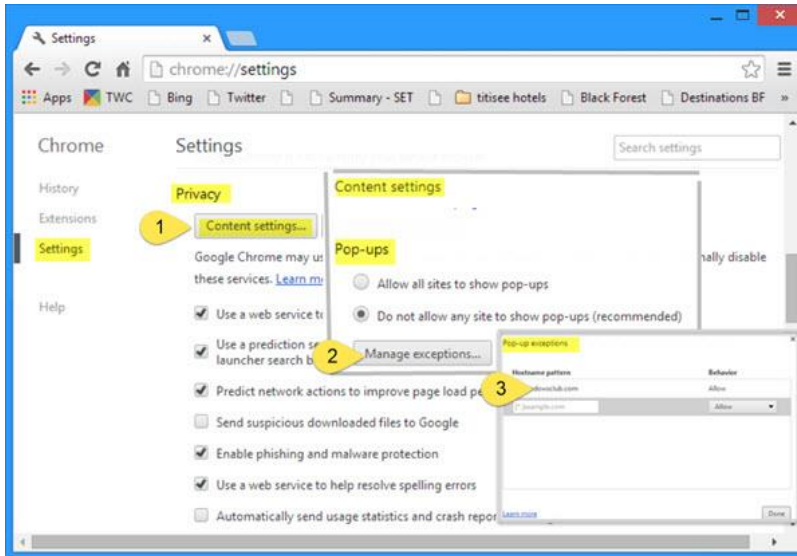 Settings
chrome://settings
Apps TWC Bing Twitter Summary - SET titisee hotels Black Forest Destinations BF »
Chrome
Settings
Search settings
History
Extensions
Settings
Help
Privacy
1
Content settings...
Google Chrome may
nally disable
these services. Learn
Use a web service
Use a prediction
launcher search
Predict network actions to improve page load
Send suspicious downloaded files to Google
Enable phishing and malware protection
Use a web service to help resolve spelling errors
Automatically send usage statistics and crash
Content settings
Pop-ups
Allow all sites to show pop-ups
Do not allow any site to show pop-ups (recommended)
2
Manage exceptions...
Pop-up exceptions
Hostname pattern Behavior
3
Allow
[*.]example.com Allow
Learn more
Done